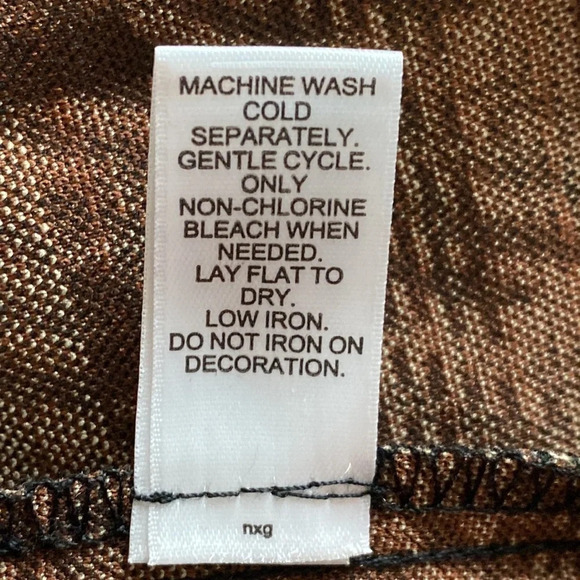 MACHINE WASH
COLD
SEPARATELY.
GENTLE CYCLE.
ONLY
NON-CHLORINE
BLEACH WHEN
NEEDED.
LAY FLAT TO
DRY.
LOW IRON.
DO NOT IRON ON
DECORATION.
nxg